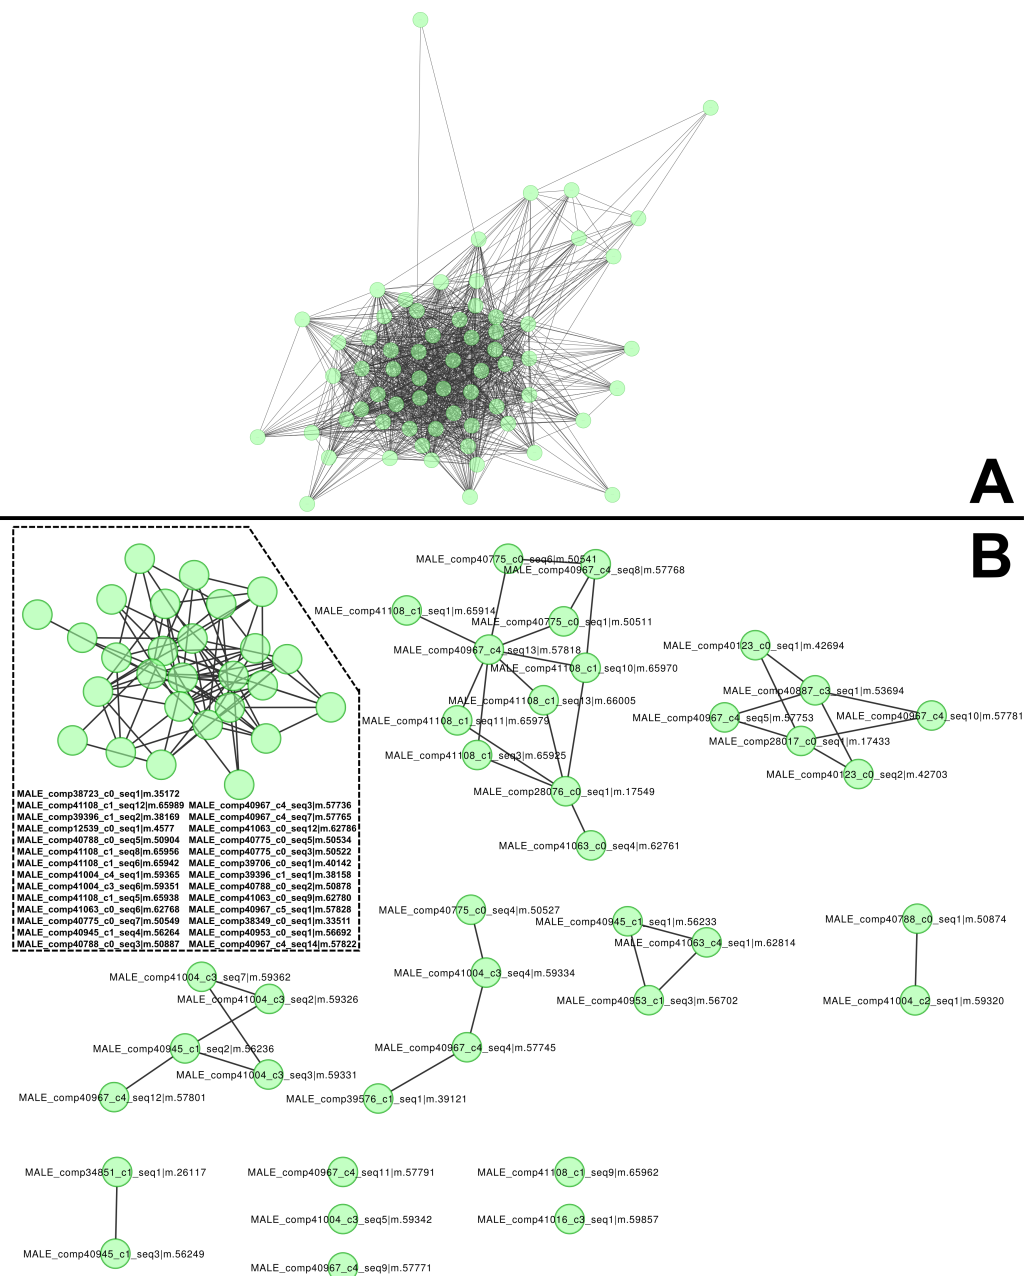 A
B
MALE_comp40775_c0_seq6|m.50541
MALE_comp40967_c4_seq8|m.57768
MALE_comp41108_c1_seq1|m.65914
MALE_comp40775_c0_seq1|m.50511
MALE_comp40967_c4_seq13|m.57818
MALE_comp41108_c1_seq10|m.65970
MALE_comp41108_c1_seq13|m.66005
MALE_comp41108_c1_seq11|m.65979
MALE_comp41108_c1_seq3|m.65925
MALE_comp28076_c0_seq1|m.17549
MALE_comp41063_c0_seq4|m.62761
MALE_comp40123_c0_seq1|m.42694
MALE_comp40887_c3_seq1|m.53694
MALE_comp40967_c4_seq5|m.57753
MALE_comp40967_c4_seq10|m.57781
MALE_comp28017_c0_seq1|m.17433
MALE_comp40123_c0_seq2|m.42703
MALE_comp38723_c0_seq1|m.35172
MALE_comp41108_c1_seq12|m.65989 MALE_comp40967_c4_seq3|m.57736
MALE_comp39396_c1_seq2|m.38169 MALE_comp40967_c4_seq7|m.57765
MALE_comp12539_c0_seq1|m.4577 MALE_comp41063_c0_seq12|m.62786
MALE_comp40788_c0_seq5|m.50904 MALE_comp40775_c0_seq5|m.50534
MALE_comp41108_c1_seq8|m.65956 MALE_comp40775_c0_seq3|m.50522
MALE_comp41108_c1_seq6|m.65942 MALE_comp39706_c0_seq1|m.40142
MALE_comp41004_c4_seq1|m.59365 MALE_comp39396_c1_seq1|m.38158
MALE_comp41004_c3_seq6|m.59351 MALE_comp40788_c0_seq2|m.50878
MALE_comp41108_c1_seq5|m.65938 MALE_comp41063_c0_seq9|m.62780
MALE_comp41063_c0_seq6|m.62768 MALE_comp40967_c5_seq1|m.57828
MALE_comp40775_c0_seq7|m.50549 MALE_comp38349_c0_seq1|m.33511
MALE_comp40945_c1_seq4|m.56264 MALE_comp40953_c0_seq1|m.56692
MALE_comp40788_c0_seq3|m.50887 MALE_comp40967_c4_seq14|m.57822
MALE_comp40775_c0_seq4|m.50527
MALE_comp41004_c3_seq4|m.59334
MALE_comp40967_c4_seq4|m.57745
MALE_comp39576_c1_seq1|m.39121
MALE_comp40945_c1_seq1|m.56233
MALE_comp41063_c4_seq1|m.62814
MALE_comp40953_c1_seq3|m.56702
MALE_comp40788_c0_seq1|m.50874
MALE_comp41004_c2_seq1|m.59320
MALE_comp41004_c3_seq7|m.59362
MALE_comp41004_c3_seq2|m.59326
MALE_comp40945_c1_seq2|m.56236
MALE_comp41004_c3_seq3|m.59331
MALE_comp40967_c4_seq12|m.57801
MALE_comp34851_c1_seq1|m.26117
MALE_comp40967_c4_seq11|m.57791
MALE_comp41108_c1_seq9|m.65962
MALE_comp41004_c3_seq5|m.59342
MALE_comp41016_c3_seq1|m.59857
MALE_comp40945_c1_seq3|m.56249
MALE_comp40967_c4_seq9|m.57771